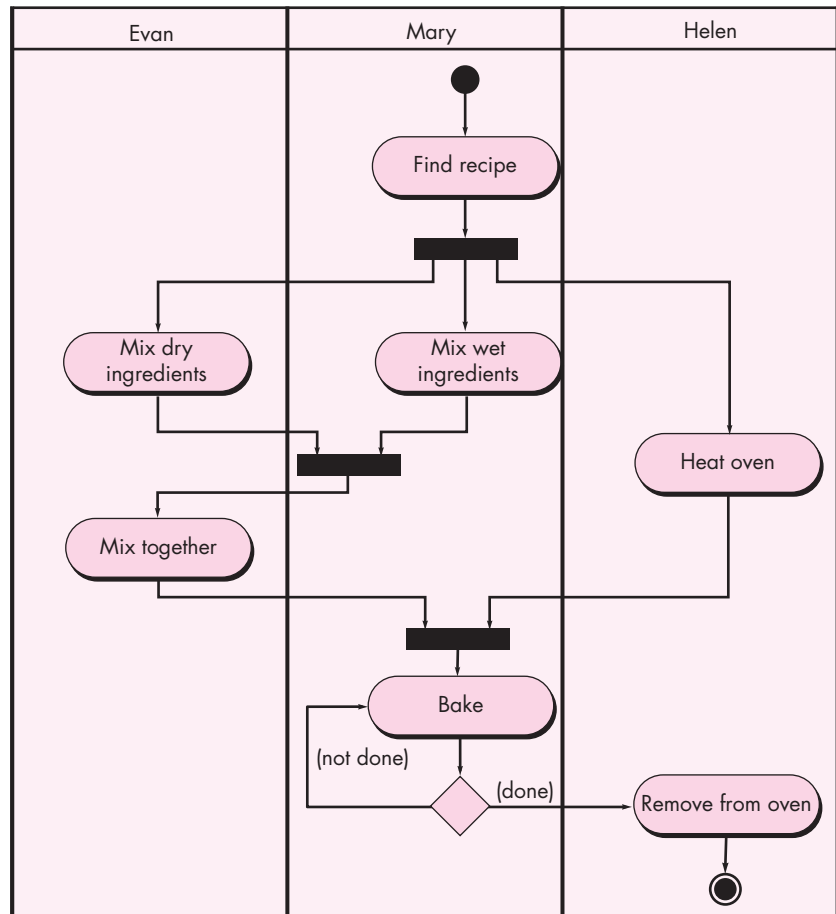 Evan
Mary
Helen
Find recipe
Mix dry
ingredients
Mix wet
ingredients
Heat oven
Mix together
Bake
(not done)
(done)
Remove from oven